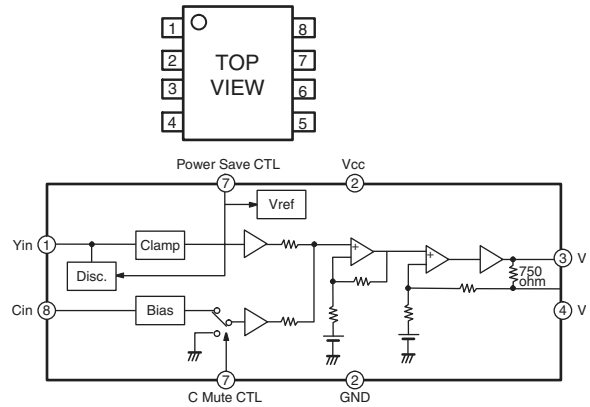 1
8
2
TOP
7
3
VIEW
6
4
5
Power Save CTL
Vcc
7
2
Vref
Yin 1
Clamp
3 V
Disc.
750
ohm
Cin 8
Bias
4 V
7
2
C Mute CTL
GND